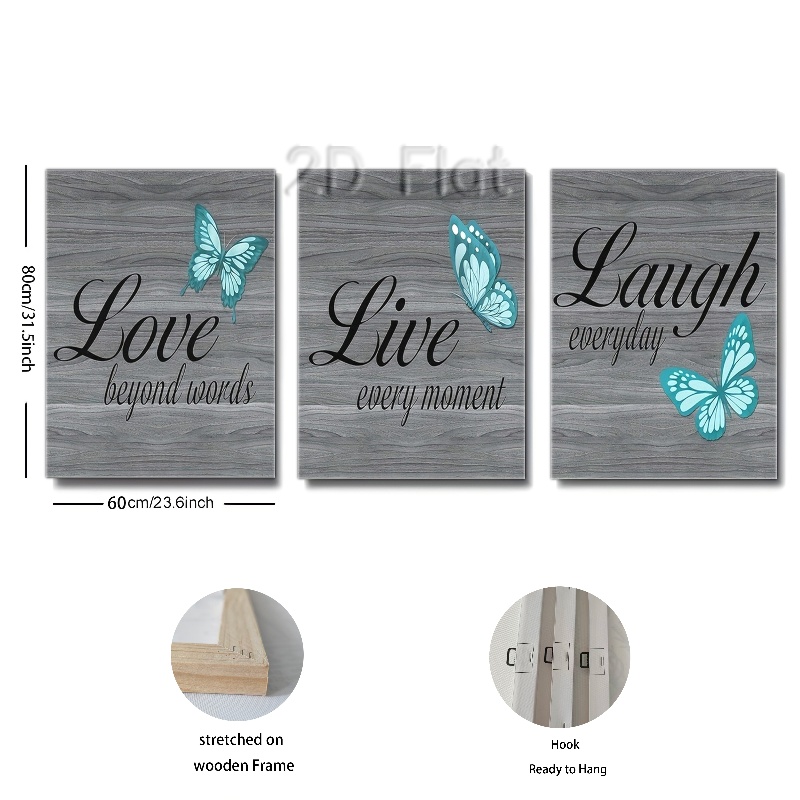 2D Flat
Love
beyond words
Live
every moment
Laugh
everyday
80cm/31.5inch
60cm/23.6inch
stretched on
wooden Frame
Hook
Ready to Hang